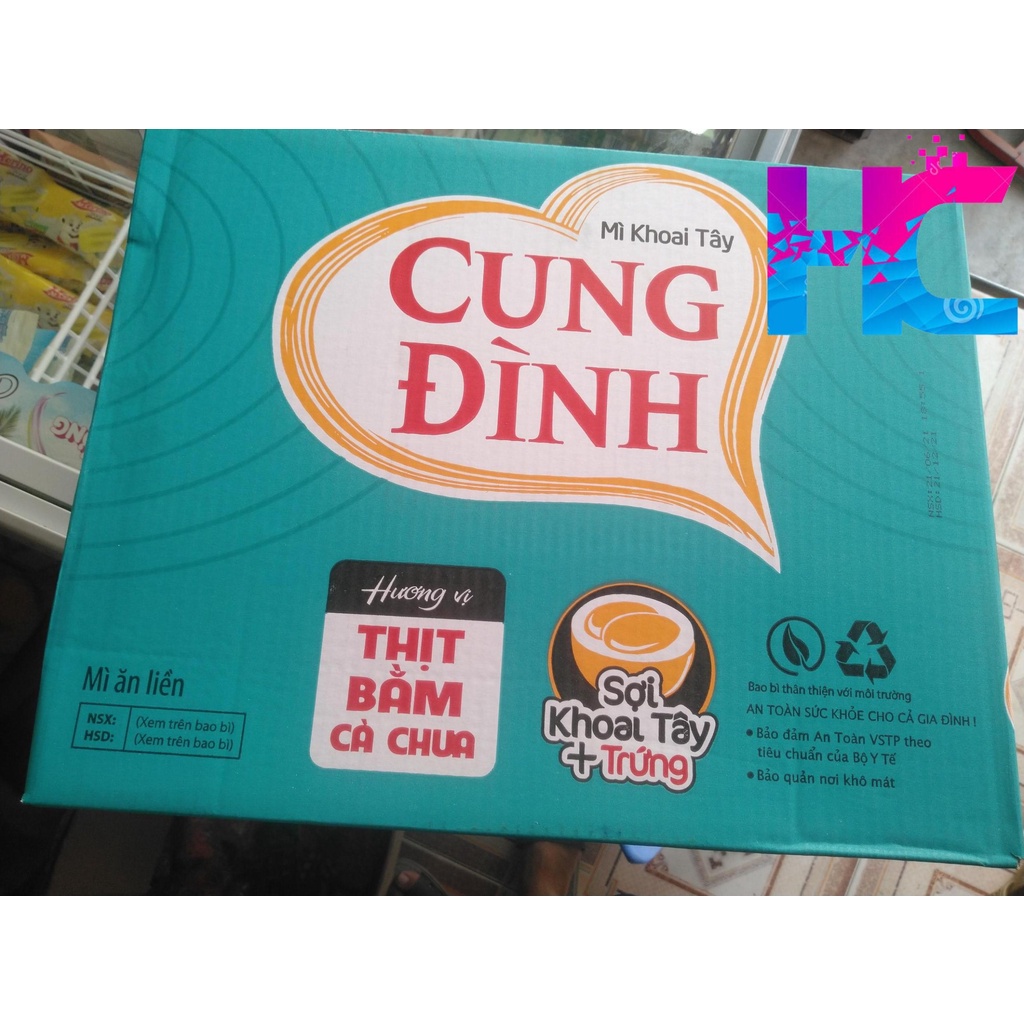 Mì Khoai Tây
CUNG
ĐÌNH
Hương vị
THỊT
BẰM
CÀ CHUA
Sợi
Khoai Tây
+Trứng
Mì ăn liền
NSX: (Xem trên bao bì)
HSD: (Xem trên bao bì)
Bao bì thân thiện với môi trường
AN TOÀN SỨC KHỎE CHO CẢ GIA ĐÌNH !
• Bảo đảm An Toàn VSTP theo
tiêu chuẩn của Bộ Y Tế
• Bảo quản nơi khô mát
HC